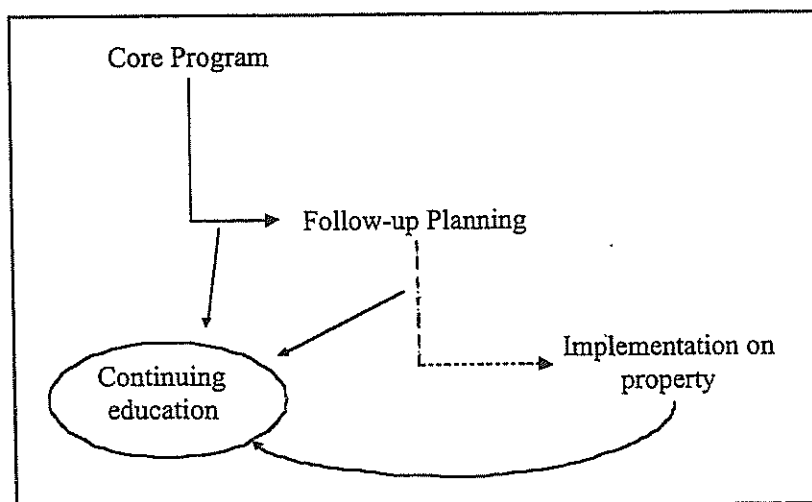 Core Program
Follow-up Planning
Implementation on
property
Continuing
education